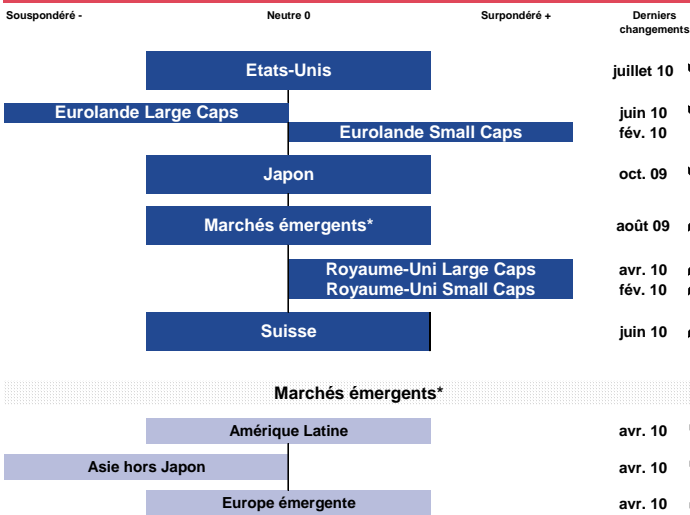 Souspondéré - Neutre 0 Surpondéré + Derniers
changements
Etats-Unis juillet 10
Eurolande Large Caps juin 10
Eurolande Small Caps fév. 10
Japon oct. 09
Marchés émergents* août 09
Royaume-Uni Large Caps avr. 10
Royaume-Uni Small Caps fév. 10
Suisse juin 10
Marchés émergents*
Amérique Latine avr. 10
Asie hors Japon avr. 10
Europe émergente avr. 10